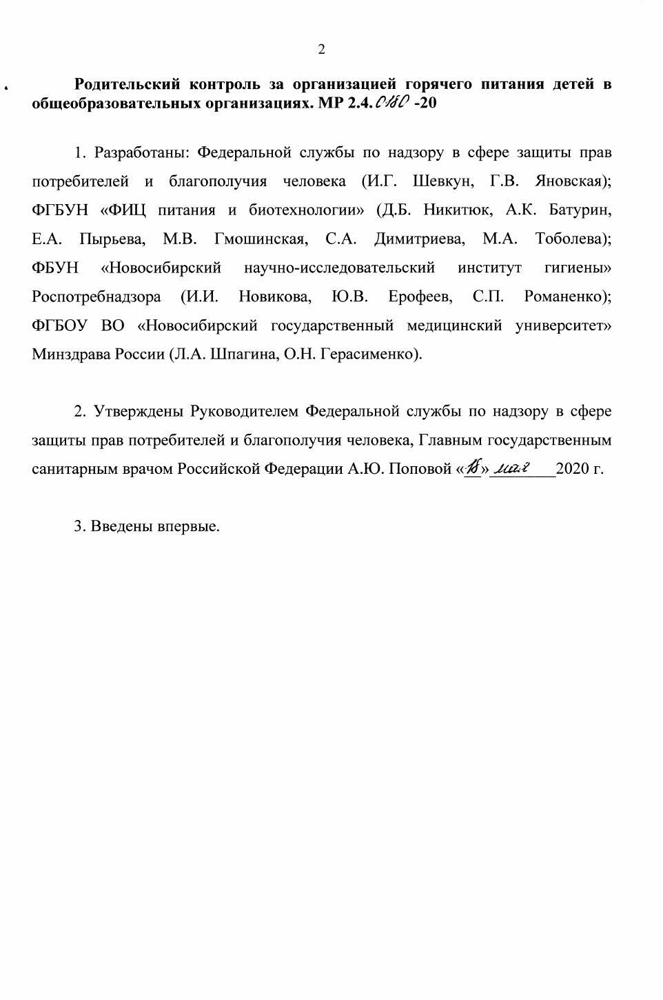 2
Родительский контроль за организацией горячего питания детей в
общеобразовательных организациях. МР 2.4.0180 -20
1. Разработаны: Федеральной службы по надзору в сфере защиты прав
потребителей и благополучия человека (И.Г. Шевкун, Г.В. Яновская);
ФГБУН «ФИЦ питания и биотехнологии» (Д.Б. Никитюк, А.К. Батурин,
Е.А. Пырьева, М.В. Гмошинская, С.А. Димитриева, М.А. Тоболева);
ФБУН «Новосибирский научно-исследовательский институт гигиены»
Роспотребнадзора (И.И. Новикова, Ю.В. Ерофеев, С.П. Романенко);
ФГБОУ ВО «Новосибирский государственный медицинский университет»
Минздрава России (Л.А. Шпагина, О.Н. Герасименко).
2. Утверждены Руководителем Федеральной службы по надзору в сфере
защиты прав потребителей и благополучия человека, Главным государственным
санитарным врачом Российской Федерации А.Ю. Поповой «18» мая 2020 г.
3. Введены впервые.